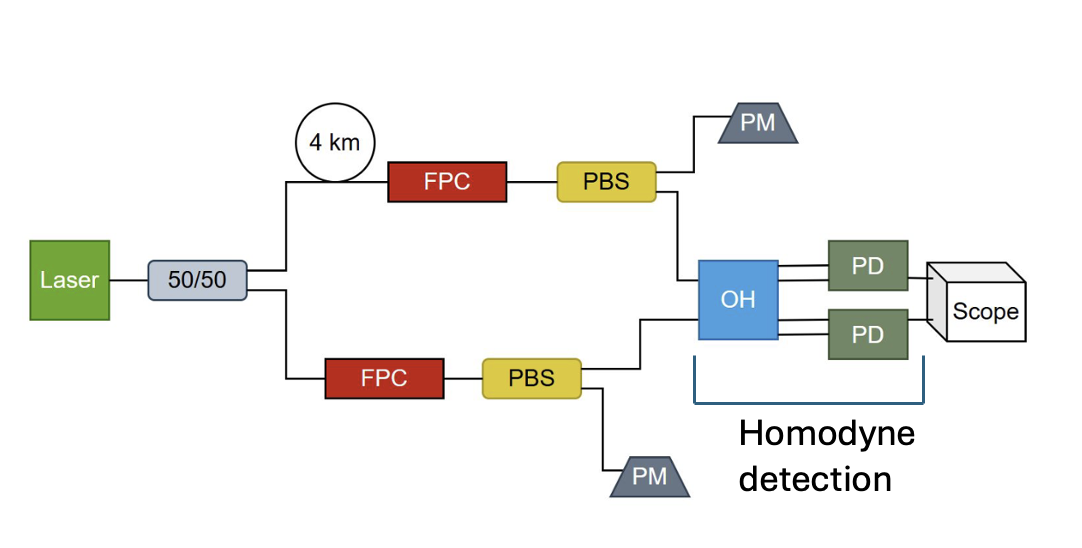 PM
4 km
FPC
PBS
Laser
50/50
OH
PD
PD
Scope
FPC
PBS
PM
Homodyne
detection